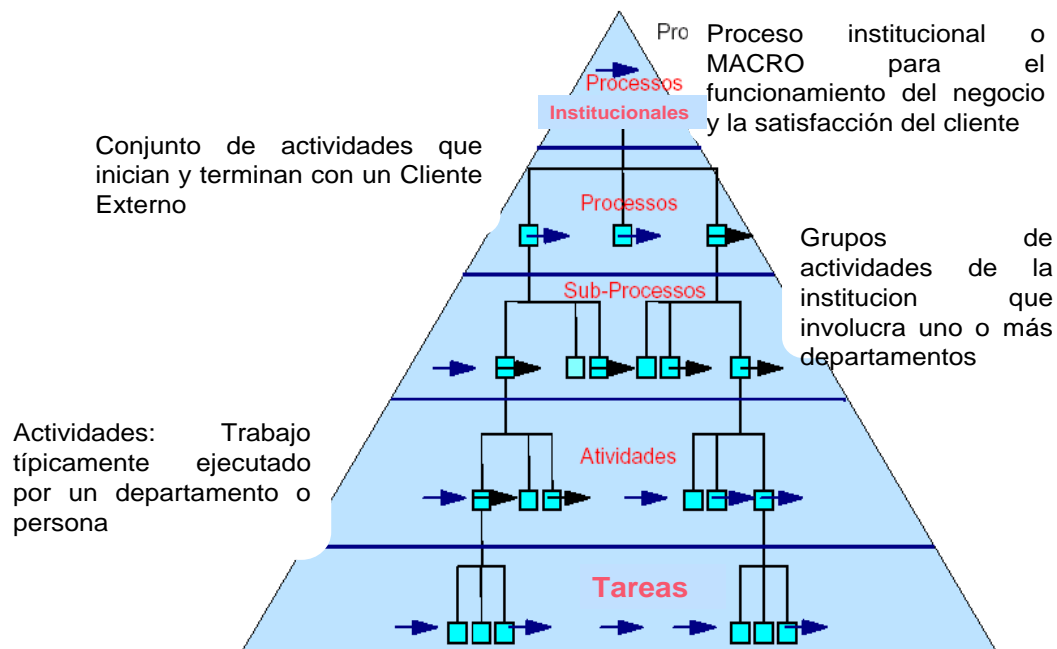 Pro
Proceso institucional o
MACRO para el
funcionamiento del negocio
y la satisfacción del cliente
Processos
Institucionales
Conjunto de actividades que
inician y terminan con un Cliente
Externo
Processos
Grupos de
actividades de la
institucion que
involucra uno o más
departamentos
Sub-Processos
Actividades: Trabajo
típicamente ejecutado
por un departamento o
persona
Atividades
Tareas